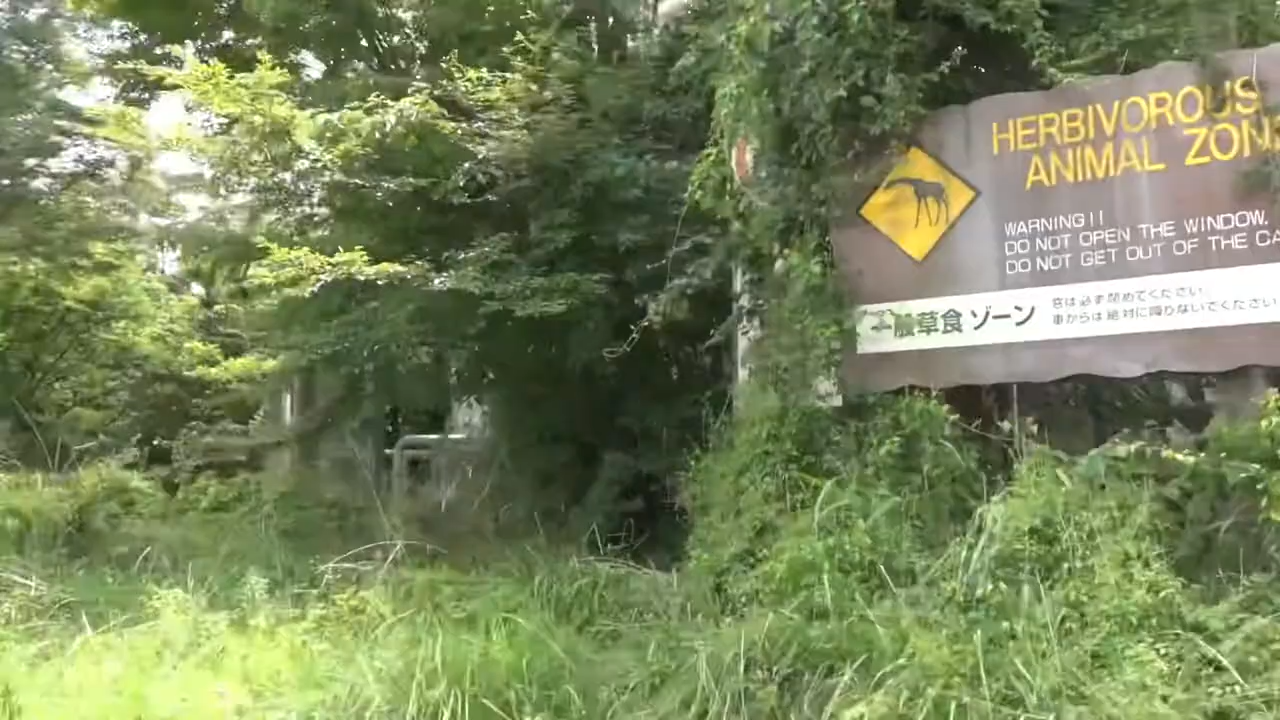 HERBIVOROUS
ANIMAL
WARNING!!
DO NOT OPEN THE WINDOW.
DO NOT GET OUT OF THE
草食ゾーン
窓は必ず閉めてください。
車からは絶対に降りないでください